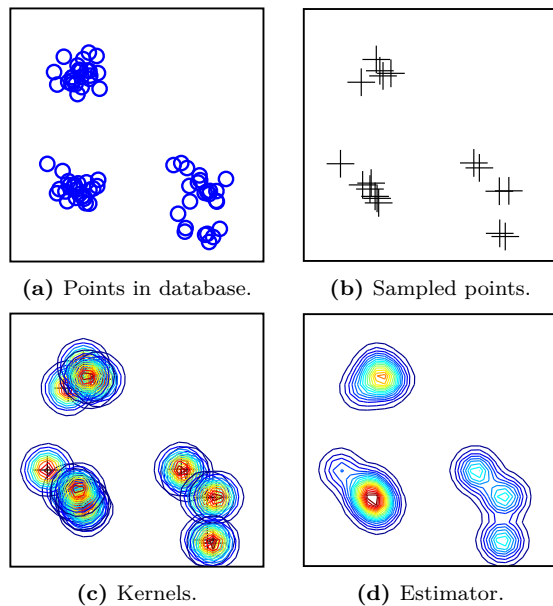 (a) Points in database.
(b) Sampled points.
(c) Kernels.
(d) Estimator.